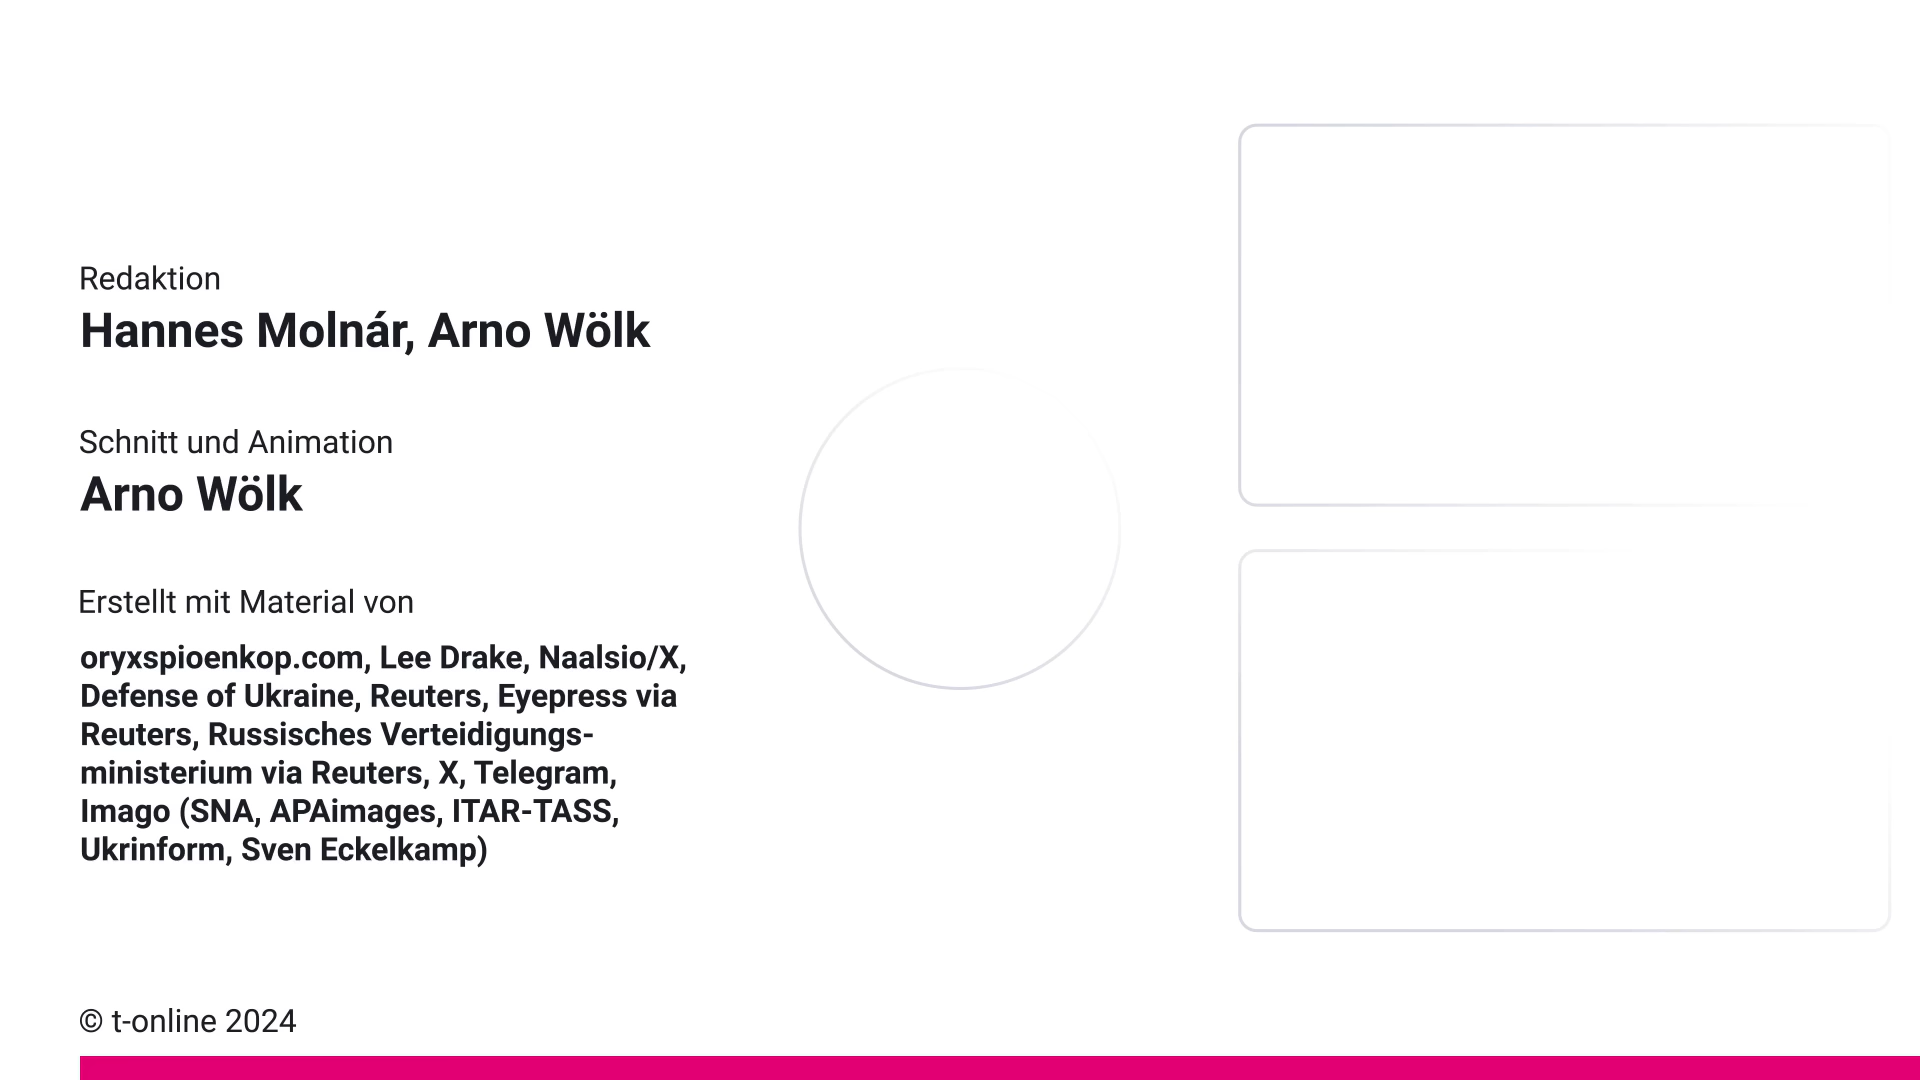 Redaktion
Hannes Molnár, Arno Wölk
Schnitt und Animation
Arno Wölk
Erstellt mit Material von
oryxspioenkop.com, Lee Drake, Naalsio/X,
Defense of Ukraine, Reuters, Eyepress via
Reuters, Russisches Verteidigungs-
ministerium via Reuters, X, Telegram,
Imago (SNA, APAimages, ITAR-TASS,
Ukrinform, Sven Eckelkamp)
© t-online 2024